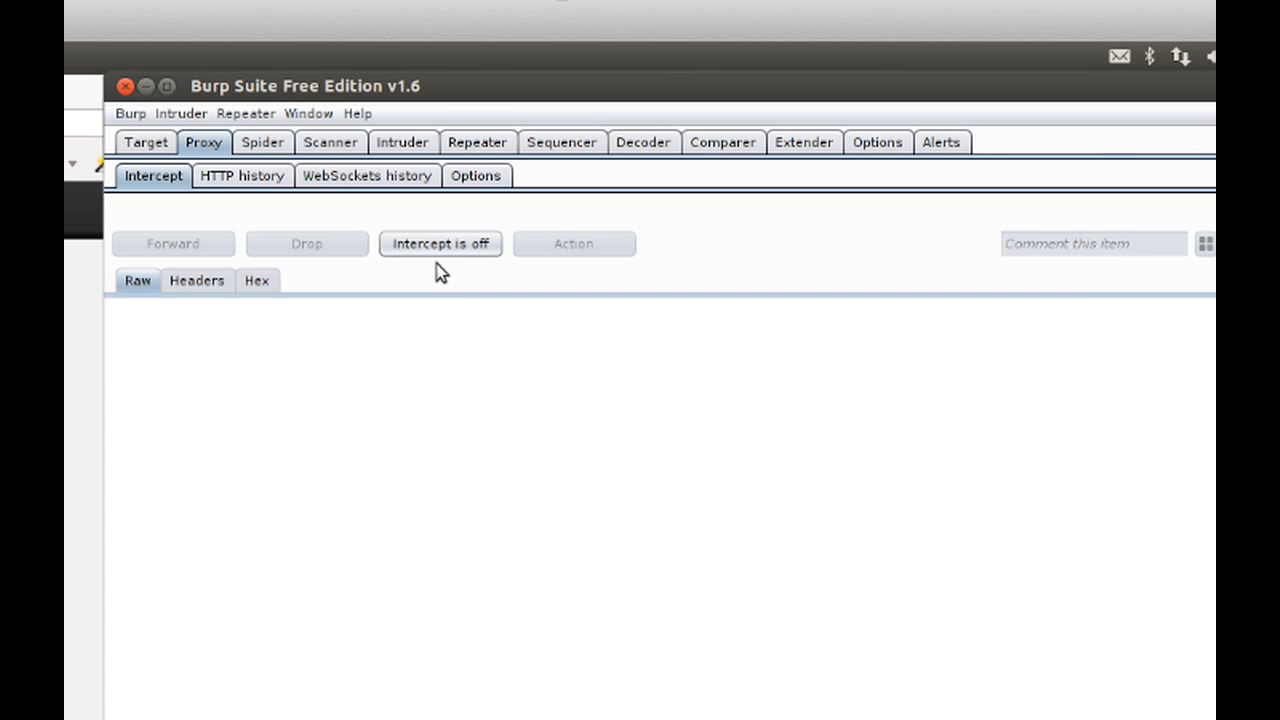 Burp Suite Free Edition v1.6
Burp Intruder Repeater Window Help
Target Proxy Spider Scanner Intruder Repeater Sequencer Decoder Comparer Extender Options Alerts
Intercept HTTP history WebSockets history Options
Forward Drop Intercept is off Action Comment this item
Raw Headers Hex